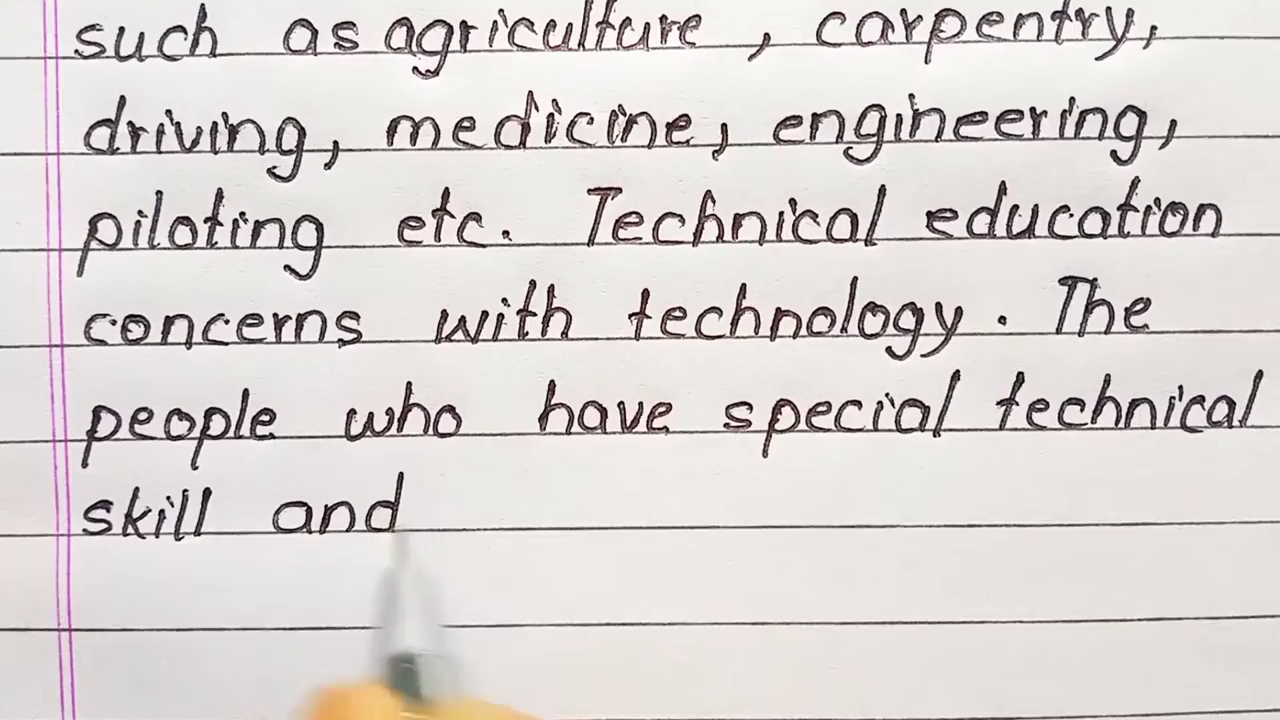 such as agriculture , carpentry,
driving, medicine, engineering,
piloting etc. Technical education
concerns with technology . The
people who have special technical
skill and